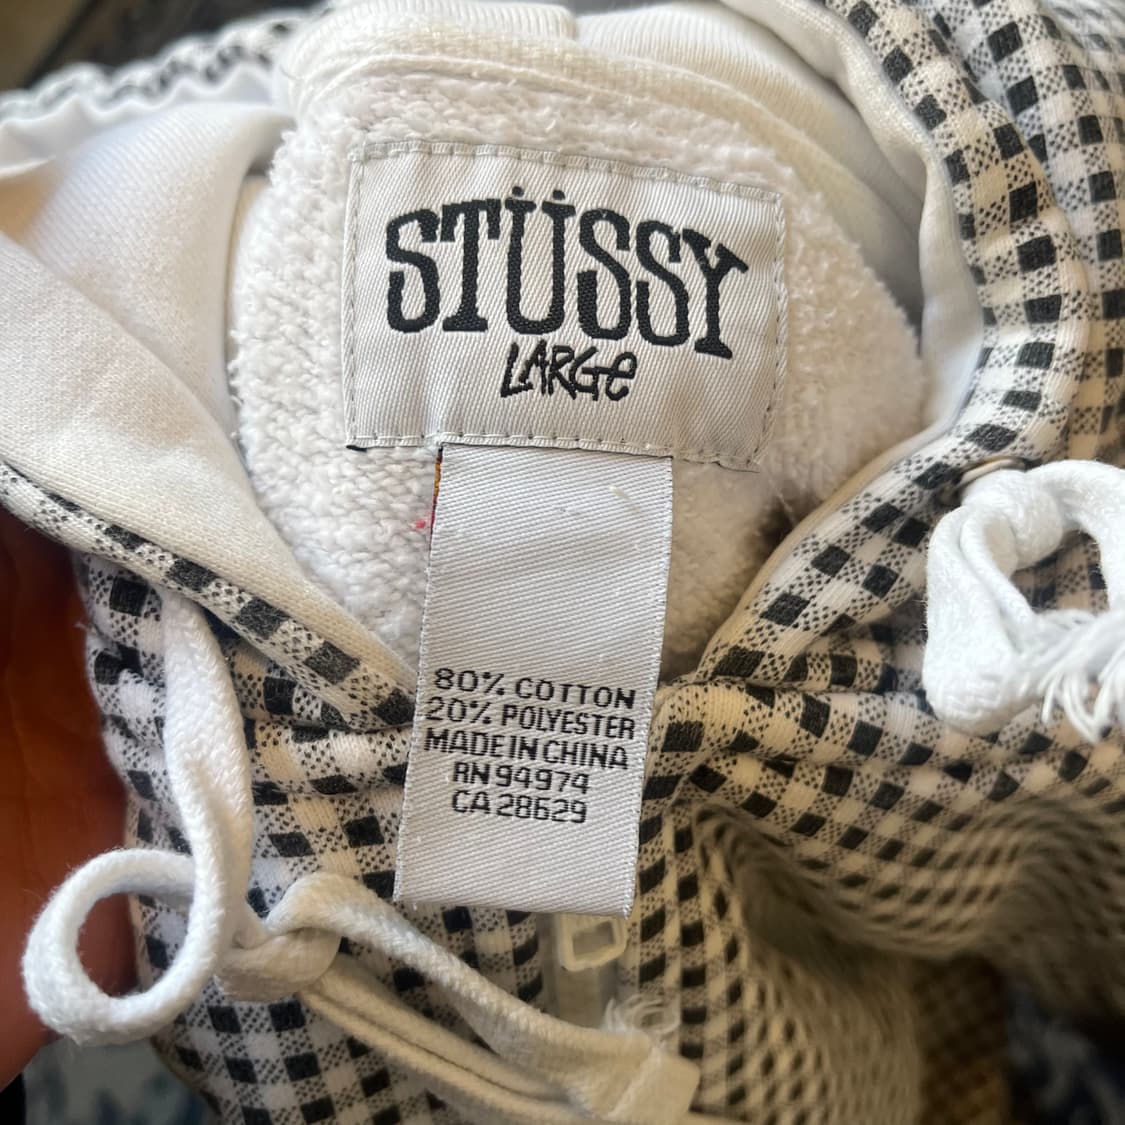 STÜSSY
LARGe
80% COTTON
20% POLYESTER
MADE IN CHINA
RN 94974
CA 28629